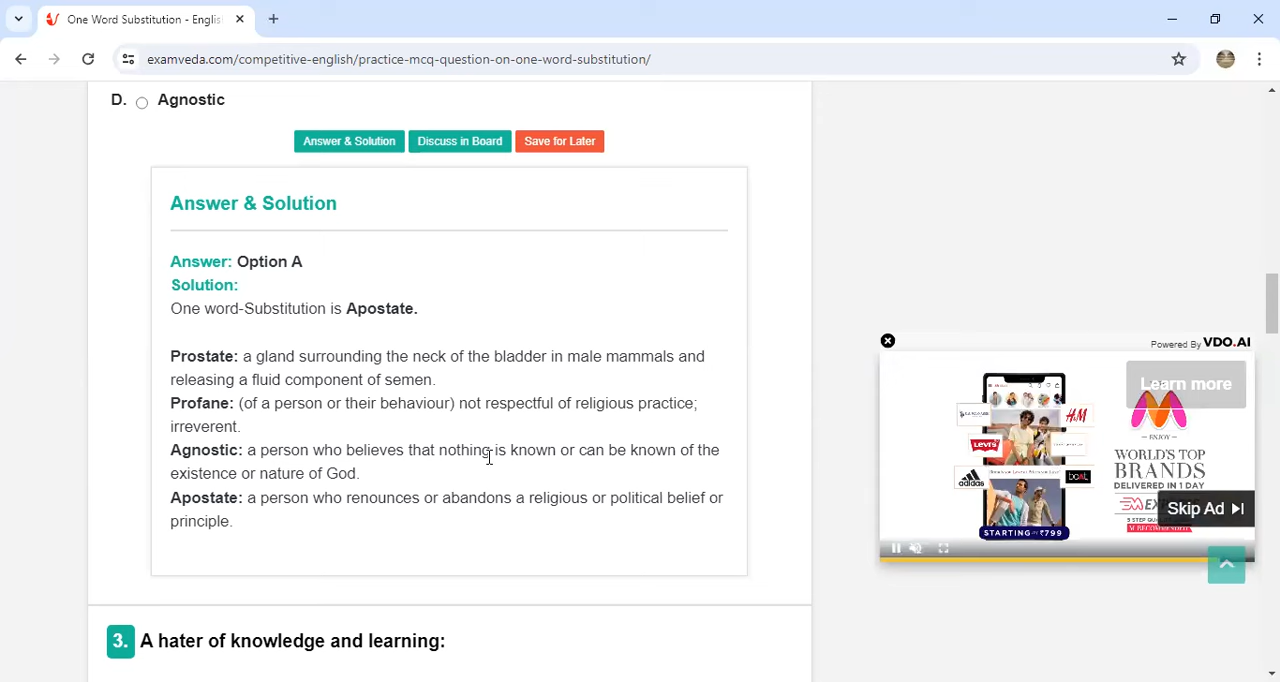 One Word Substitution - Englis
examveda.com/competitive-english/practice-mcq-question-on-one-word-substitution/
D. Agnostic
Answer & Solution Discuss in Board Save for Later
Answer & Solution
Answer: Option A
Solution:
One word-Substitution is Apostate.
Prostate: a gland surrounding the neck of the bladder in male mammals and
releasing a fluid component of semen.
Profane: (of a person or their behaviour) not respectful of religious practice;
irreverent.
Agnostic: a person who believes that nothing is known or can be known of the
existence or nature of God.
Apostate: a person who renounces or abandons a religious or political belief or
principle.
3. A hater of knowledge and learning:
Powered By VDO.AI
Learn more
H&M
LEVI'S
adidas
boAt
STARTING ₹799
ENJOY
WORLD'S TOP
BRANDS
DELIVERED IN 1 DAY
Skip Ad